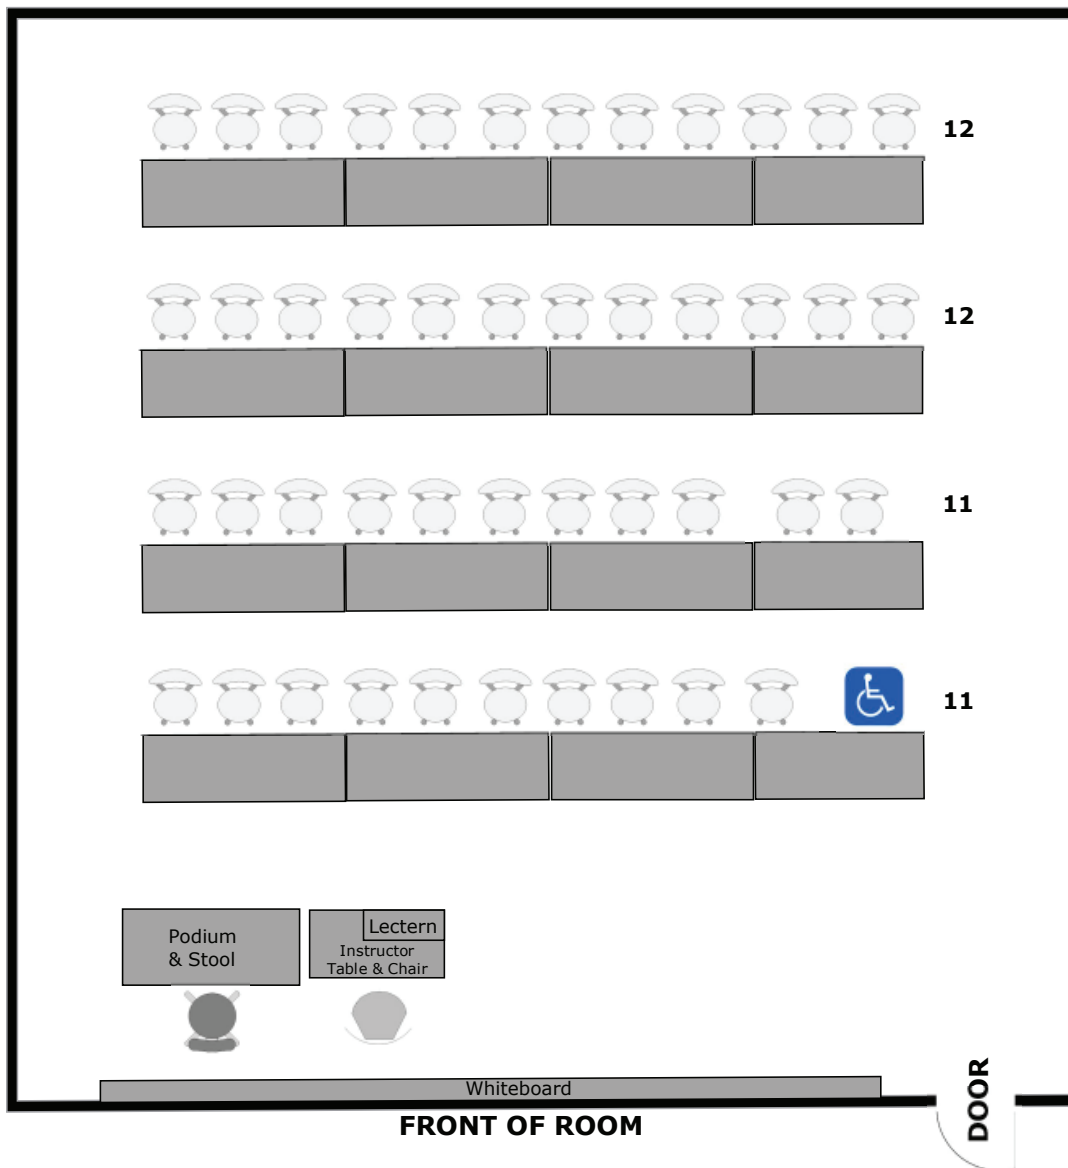 12
12
11
11
Podium
& Stool
Lectern
Instructor
Table & Chair
Whiteboard
FRONT OF ROOM
DOOR